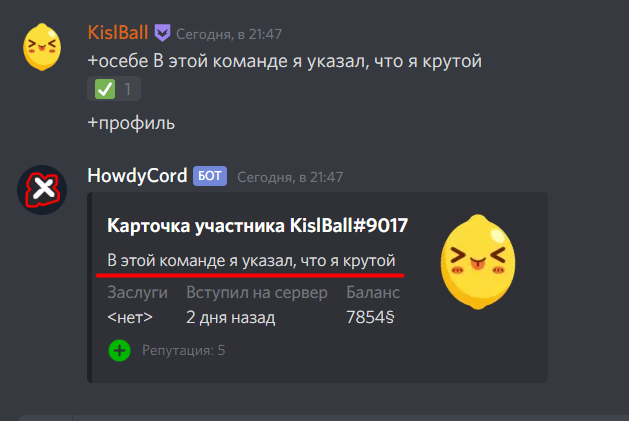 KislBall Сегодня, в 21:47
+осебе В этой команде я указал, что я крутой
1
+профиль
HowdyCord БОТ Сегодня, в 21:47
Карточка участника KislBall#9017
В этой команде я указал, что я крутой
Заслуги Вступил на сервер Баланс
<нет> 2 дня назад 7854§
Репутация: 5